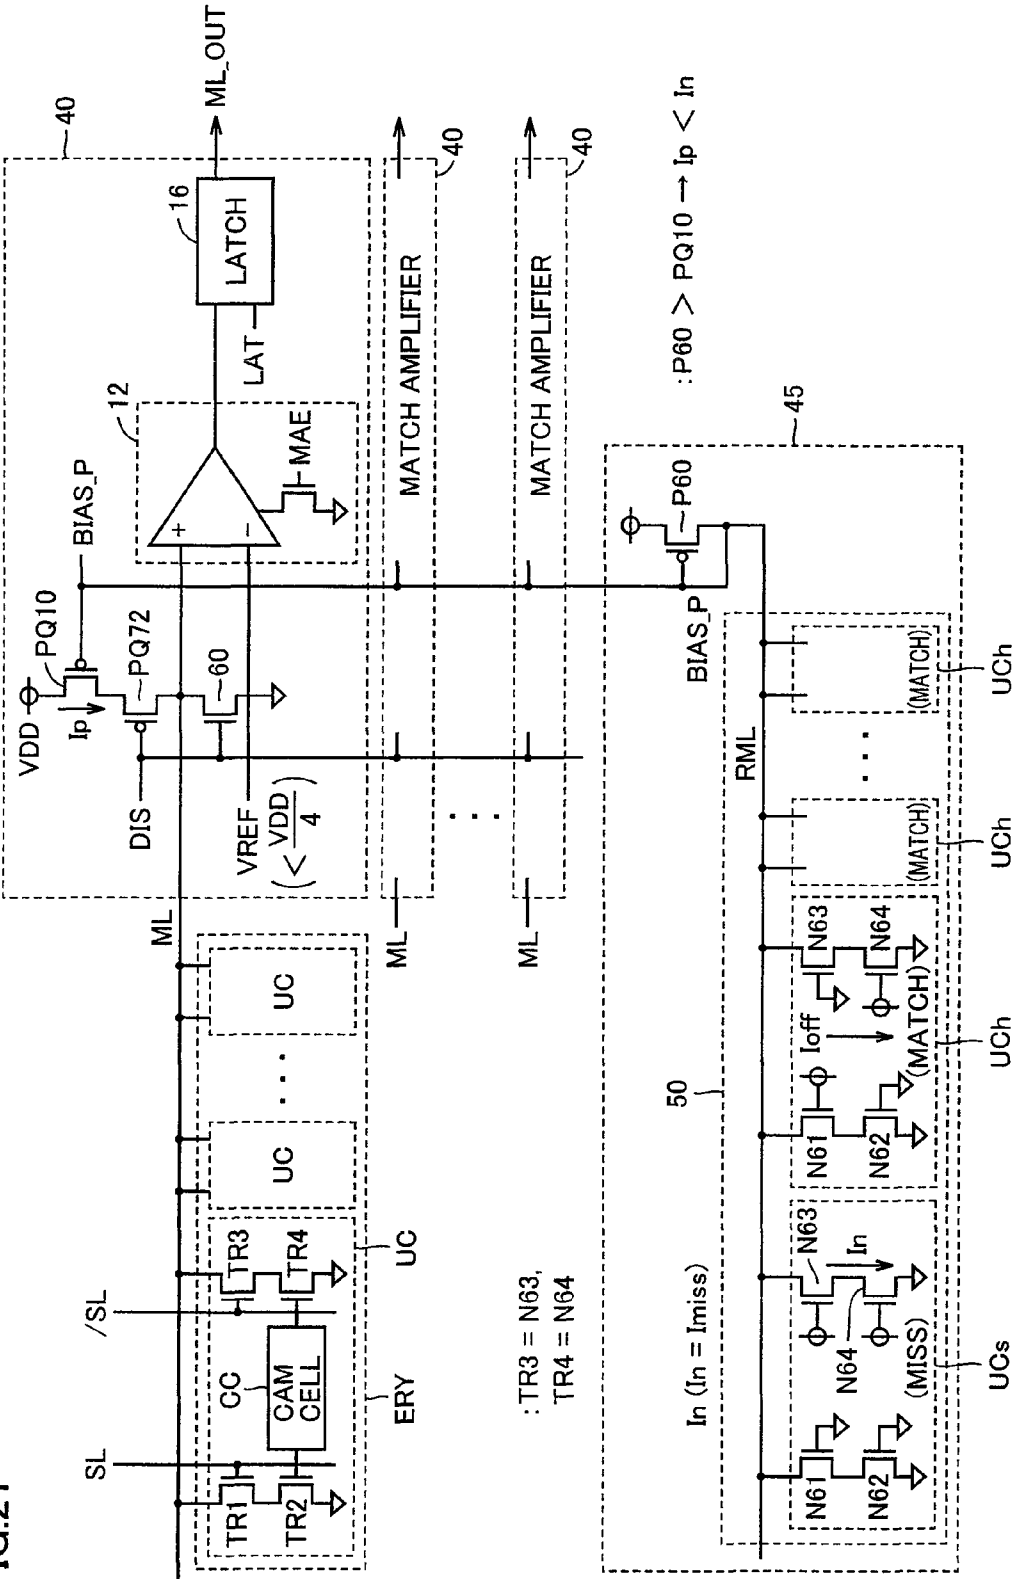 ML_OUT
40
16
LATCH
LAT
12
MAE
BIAS_P
PQ10
PQ72
VDD
Ip
60
+
−
DIS
VREF
(< VDD/4)
ML
UC
...
UC
TR3
TR4
UC
/SL
CC
CAM
CELL
ERY
SL
TR1
TR2
MATCH AMPLIFIER
40
ML
...
MATCH AMPLIFIER
40
ML
: TR3 = N63,
TR4 = N64
: P60 > PQ10 → Ip < In
45
P60
BIAS_P
RML
50
In (In = Imiss)
(MATCH)
UCh
...
(MATCH)
UCh
N63
N64
Ioff
(MATCH)
N61
N62
UCh
N63
In
N64
(MISS)
N61
N62
UCs